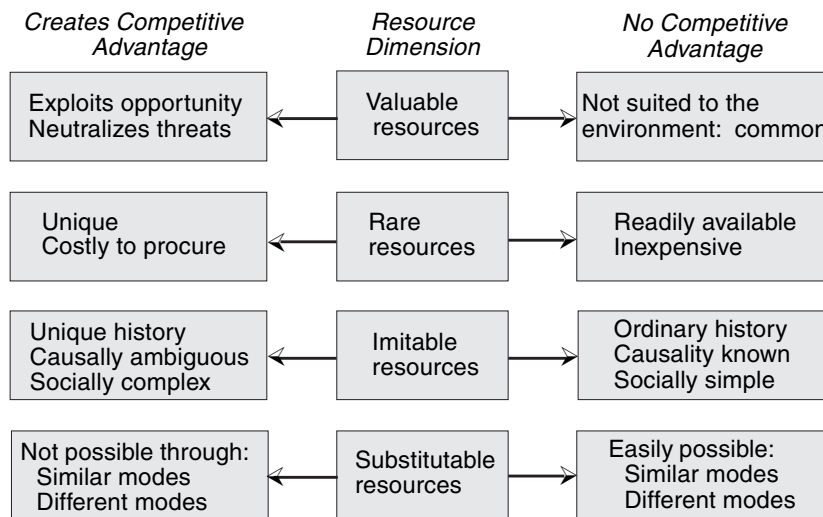 Creates Competitive
Advantage
Resource
Dimension
No Competitive
Advantage
Exploits opportunity
Neutralizes threats
Valuable
resources
Not suited to the
environment: common
Unique
Costly to procure
Rare
resources
Readily available
Inexpensive
Unique history
Causally ambiguous
Socially complex
Imitable
resources
Ordinary history
Causality known
Socially simple
Not possible through:
Similar modes
Different modes
Substitutable
resources
Easily possible:
Similar modes
Different modes